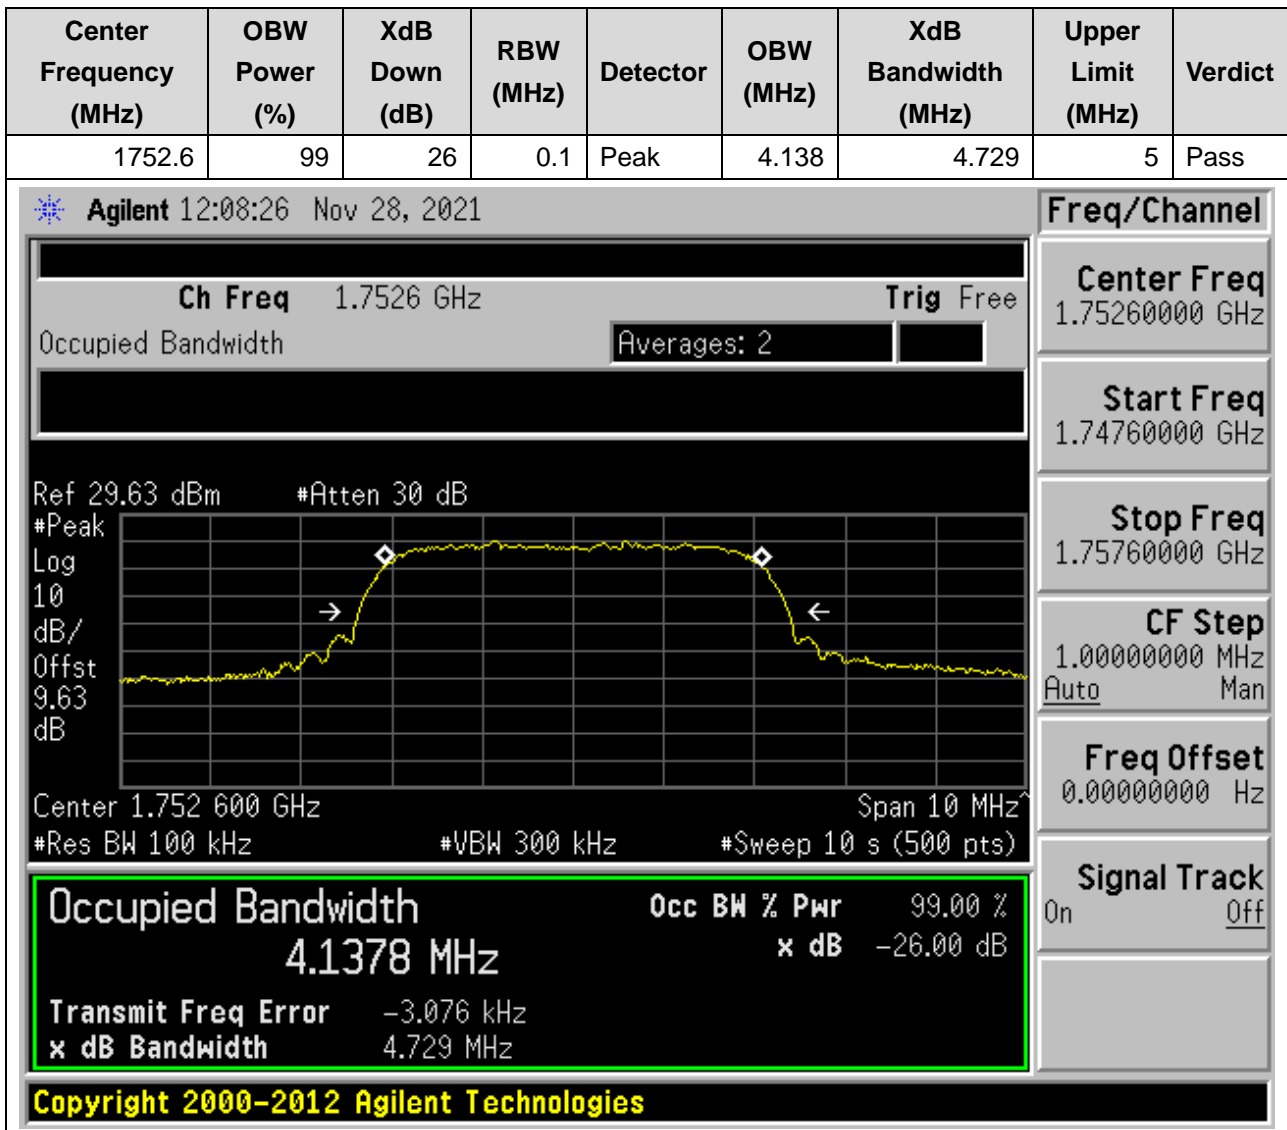 Center Frequency (MHz) OBW Power (%) XdB Down (dB) RBW (MHz) Detector OBW (MHz) XdB Bandwidth (MHz) Upper Limit (MHz) Verdict
1752.6 99 26 0.1 Peak 4.138 4.729 5 Pass
Agilent 12:08:26 Nov 28, 2021
Freq/Channel
Ch Freq 1.7526 GHz Trig Free
Occupied Bandwidth Averages: 2
Center Freq
1.75260000 GHz
Start Freq
1.74760000 GHz
Stop Freq
1.75760000 GHz
CF Step
1.00000000 MHz
Auto Man
Freq Offset
0.00000000 Hz
Signal Track
On Off
Ref 29.63 dBm #Atten 30 dB
#Peak
Log
10
dB/
Offst
9.63
dB
Center 1.752 600 GHz Span 10 MHz^
#Res BW 100 kHz #VBW 300 kHz #Sweep 10 s (500 pts)
Occupied Bandwidth Occ BW % Pwr 99.00 %
4.1378 MHz x dB -26.00 dB
Transmit Freq Error -3.076 kHz
x dB Bandwidth 4.729 MHz
Copyright 2000-2012 Agilent Technologies